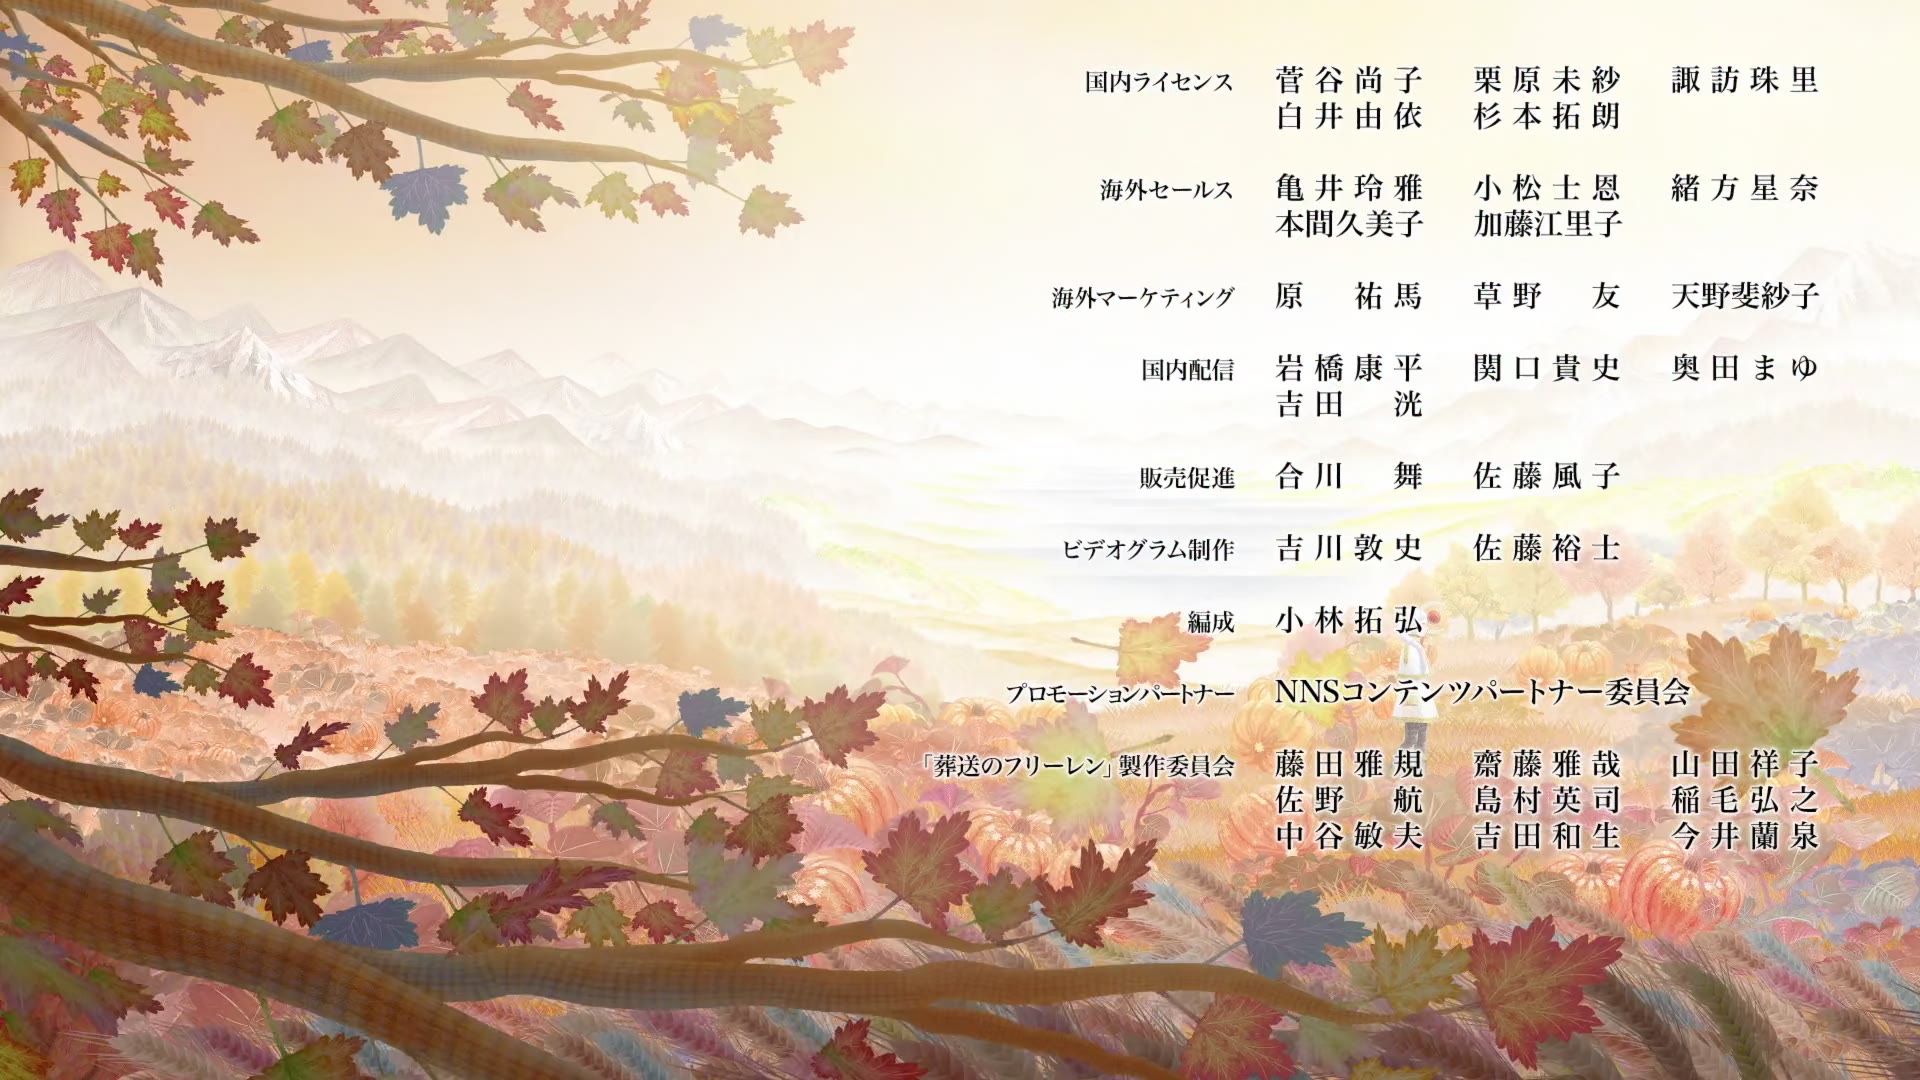 国内ライセンス 菅谷尚子 栗原未紗 諏訪珠里
白井由依 杉本拓朗
海外セールス 亀井玲雅 小松士恩 緒方星奈
本間久美子 加藤江里子
海外マーケティング 原祐馬 草野友 天野斐紗子
国内配信 岩橋康平 関口貴史 奥田まゆ
吉田洸
販売促進 合川舞 佐藤風子
ビデオグラム制作 吉川敦史 佐藤裕士
編成 小林拓弘
プロモーションパートナー NNSコンテンツパートナー委員会
「葬送のフリーレン」製作委員会 藤田雅規 齋藤雅哉 山田祥子
佐野航 島村英司 稲毛弘之
中谷敏夫 吉田和生 今井蘭泉